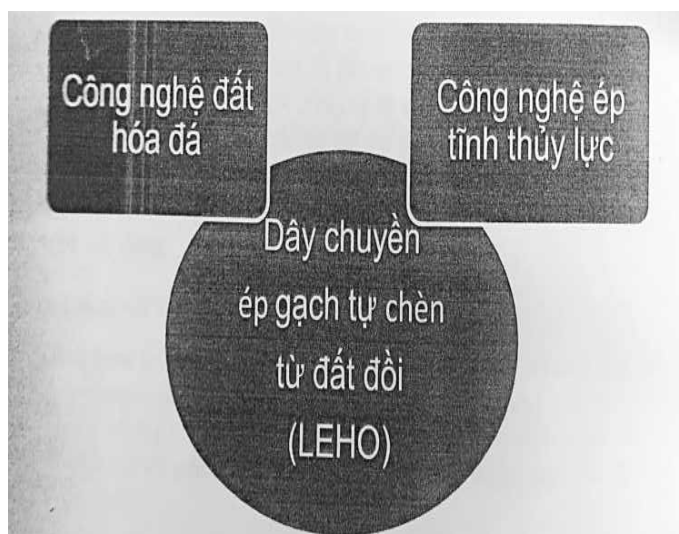 Công nghệ đất
hóa đá
Công nghệ ép
tĩnh thủy lực
Dây chuyền
ép gạch tự chèn
từ đất đồi
(LEHO)